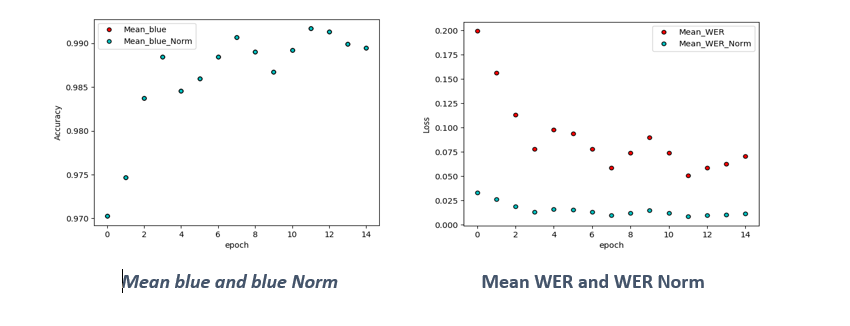 Mean_blue
Mean_blue_Norm
Accuracy
0.990
0.985
0.980
0.975
0.970
0 2 4 6 8 10 12 14
epoch
Mean_WER
Mean_WER_Norm
Loss
0.200
0.175
0.150
0.125
0.100
0.075
0.050
0.025
0.000
0 2 4 6 8 10 12 14
epoch
Mean blue and blue Norm
Mean WER and WER Norm